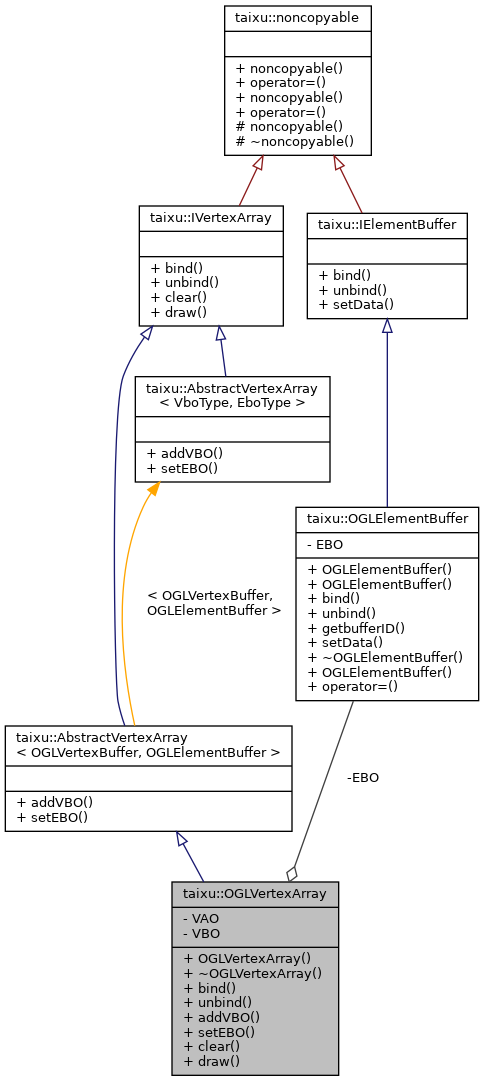 taixu::noncopyable
+ noncopyable()
+ operator=()
+ noncopyable()
+ operator=()
# noncopyable()
# ~noncopyable()
taixu::IVertexArray
+ bind()
+ unbind()
+ clear()
+ draw()
taixu::IElementBuffer
+ bind()
+ unbind()
+ setData()
taixu::AbstractVertexArray
< VboType, EboType >
+ addVBO()
+ setEBO()
taixu::OGLElementBuffer
- EBO
+ OGLElementBuffer()
+ OGLElementBuffer()
+ bind()
+ unbind()
+ getbufferID()
+ setData()
+ ~OGLElementBuffer()
+ OGLElementBuffer()
+ operator=()
< OGLVertexBuffer,
OGLElementBuffer >
taixu::AbstractVertexArray
< OGLVertexBuffer, OGLElementBuffer >
+ addVBO()
+ setEBO()
-EBO
taixu::OGLVertexArray
- VAO
- VBO
+ OGLVertexArray()
+ ~OGLVertexArray()
+ bind()
+ unbind()
+ addVBO()
+ setEBO()
+ clear()
+ draw()